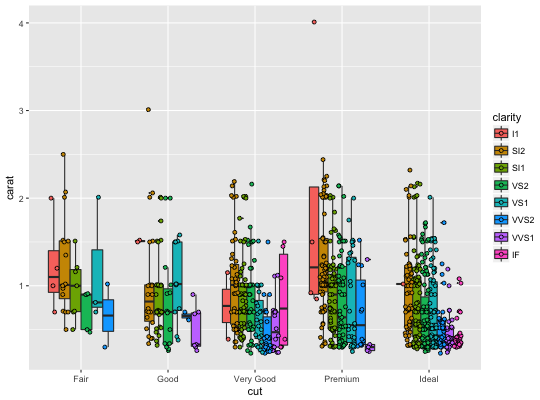 4
3
2
1
carat
Fair Good Very Good Premium Ideal
cut
clarity
I1
SI2
SI1
VS2
VS1
VVS2
VVS1
IF